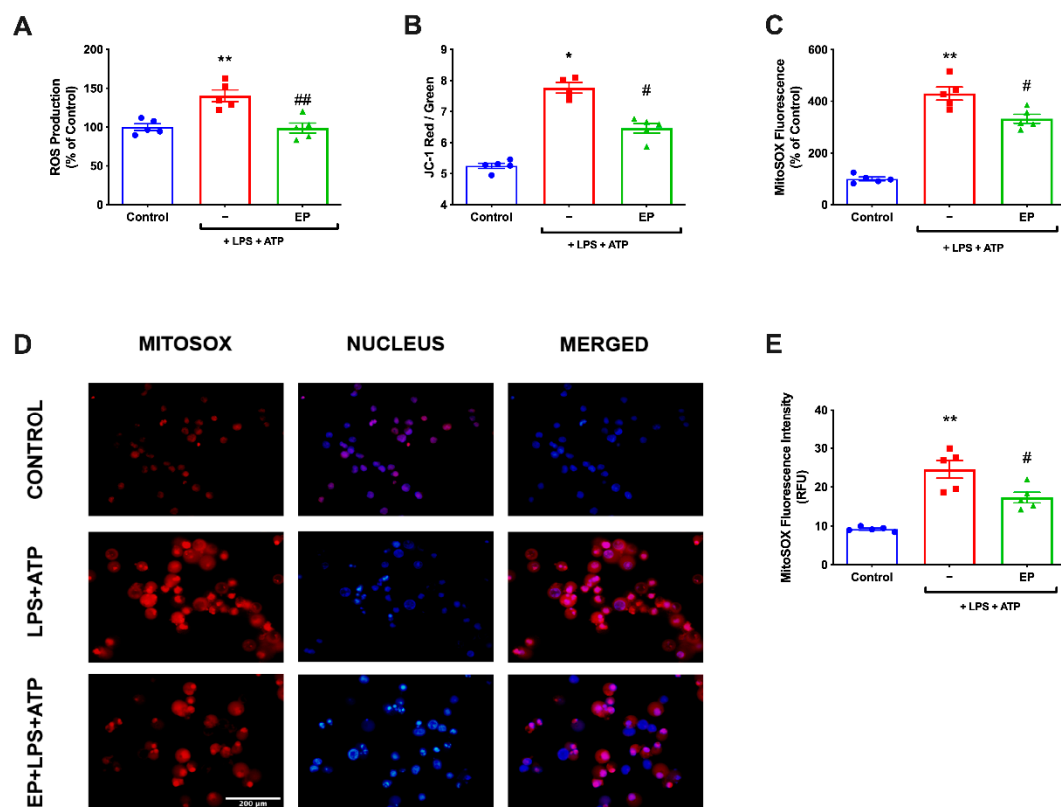 A
ROS Production
(% of Control)
200
150
100
50
0
**
##
Control
–
EP
+ LPS + ATP
B
JC-1 Red / Green
9
8
7
6
5
4
*
#
Control
–
EP
+ LPS + ATP
C
MitoSOX Fluorescence
(% of Control)
600
400
200
0
**
#
Control
–
EP
+ LPS + ATP
D
MITOSOX
NUCLEUS
MERGED
CONTROL
LPS+ATP
EP+LPS+ATP
200 µm
E
MitoSOX Fluorescence Intensity
(RFU)
40
30
20
10
0
**
#
Control
–
EP
+ LPS + ATP